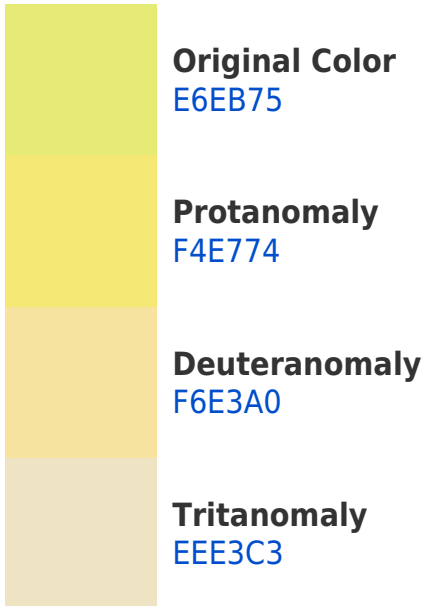 Original Color
E6EB75
Protanomaly
F4E774
Deuteranomaly
F6E3A0
Tritanomaly
EEE3C3